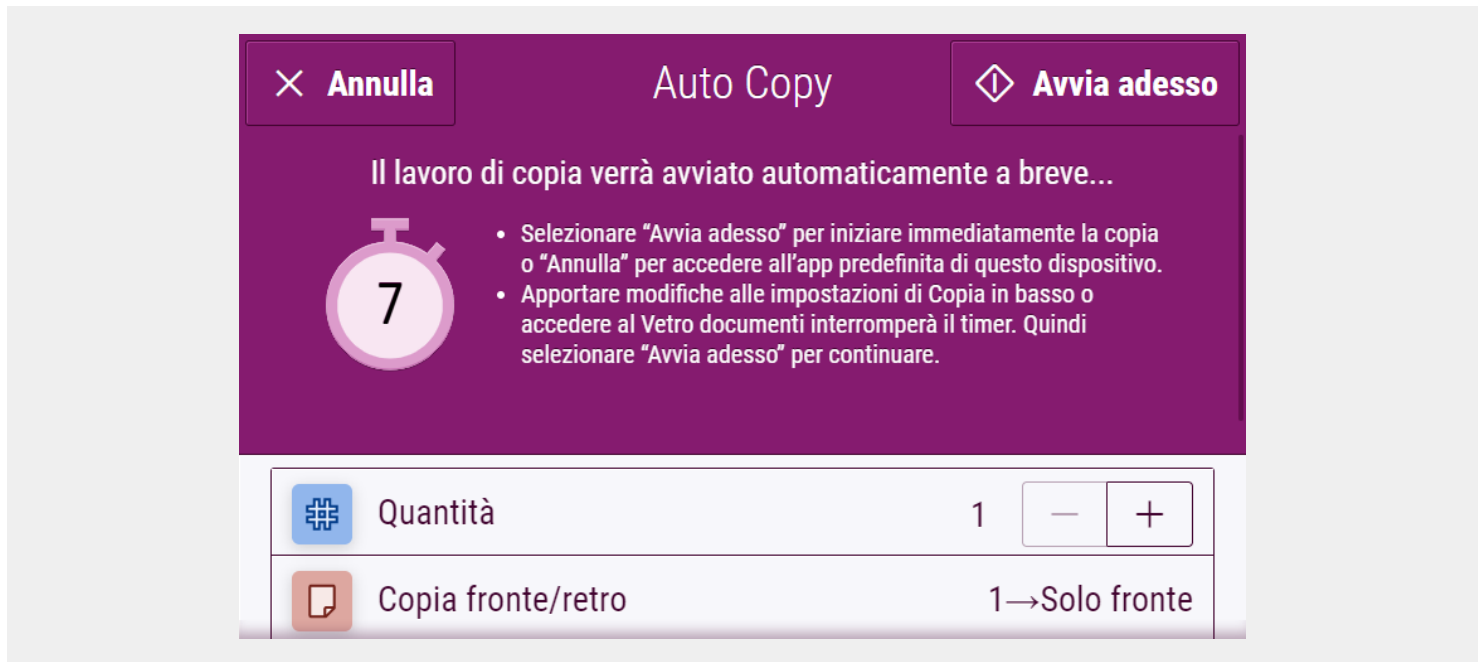 Annulla
Auto Copy
Avvia adesso
Il lavoro di copia verrà avviato automaticamente a breve...
7
• Selezionare “Avvia adesso” per iniziare immediatamente la copia
o “Annulla” per accedere all’app predefinita di questo dispositivo.
• Apportare modifiche alle impostazioni di Copia in basso o
accedere al Vetro documenti interromperà il timer. Quindi
selezionare “Avvia adesso” per continuare.
Quantità 1 − +
Copia fronte/retro 1→Solo fronte